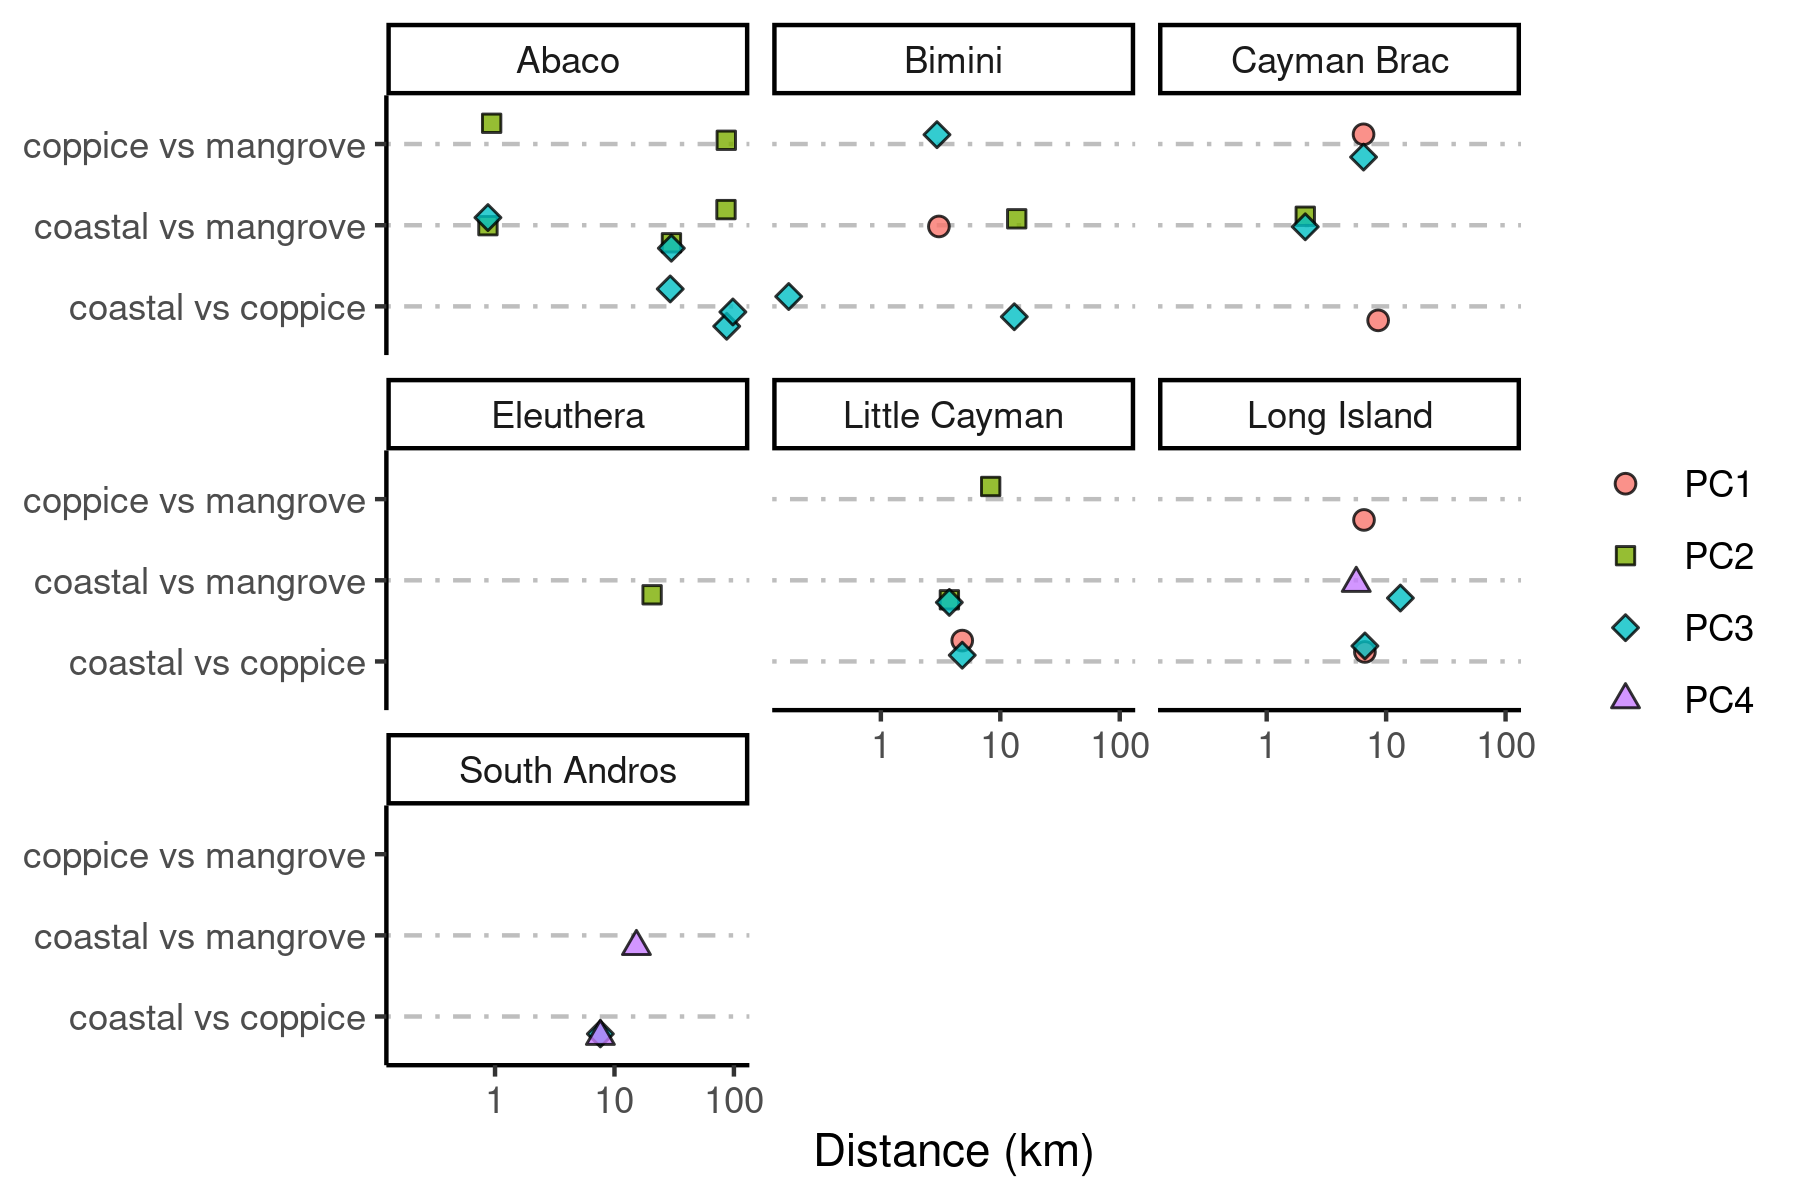 Abaco Bimini Cayman Brac
coppice vs mangrove
coastal vs mangrove
coastal vs coppice
Eleuthera Little Cayman Long Island
coppice vs mangrove
coastal vs mangrove
coastal vs coppice
PC1
PC2
PC3
PC4
1 10 100 1 10 100
South Andros
coppice vs mangrove
coastal vs mangrove
coastal vs coppice
1 10 100
Distance (km)